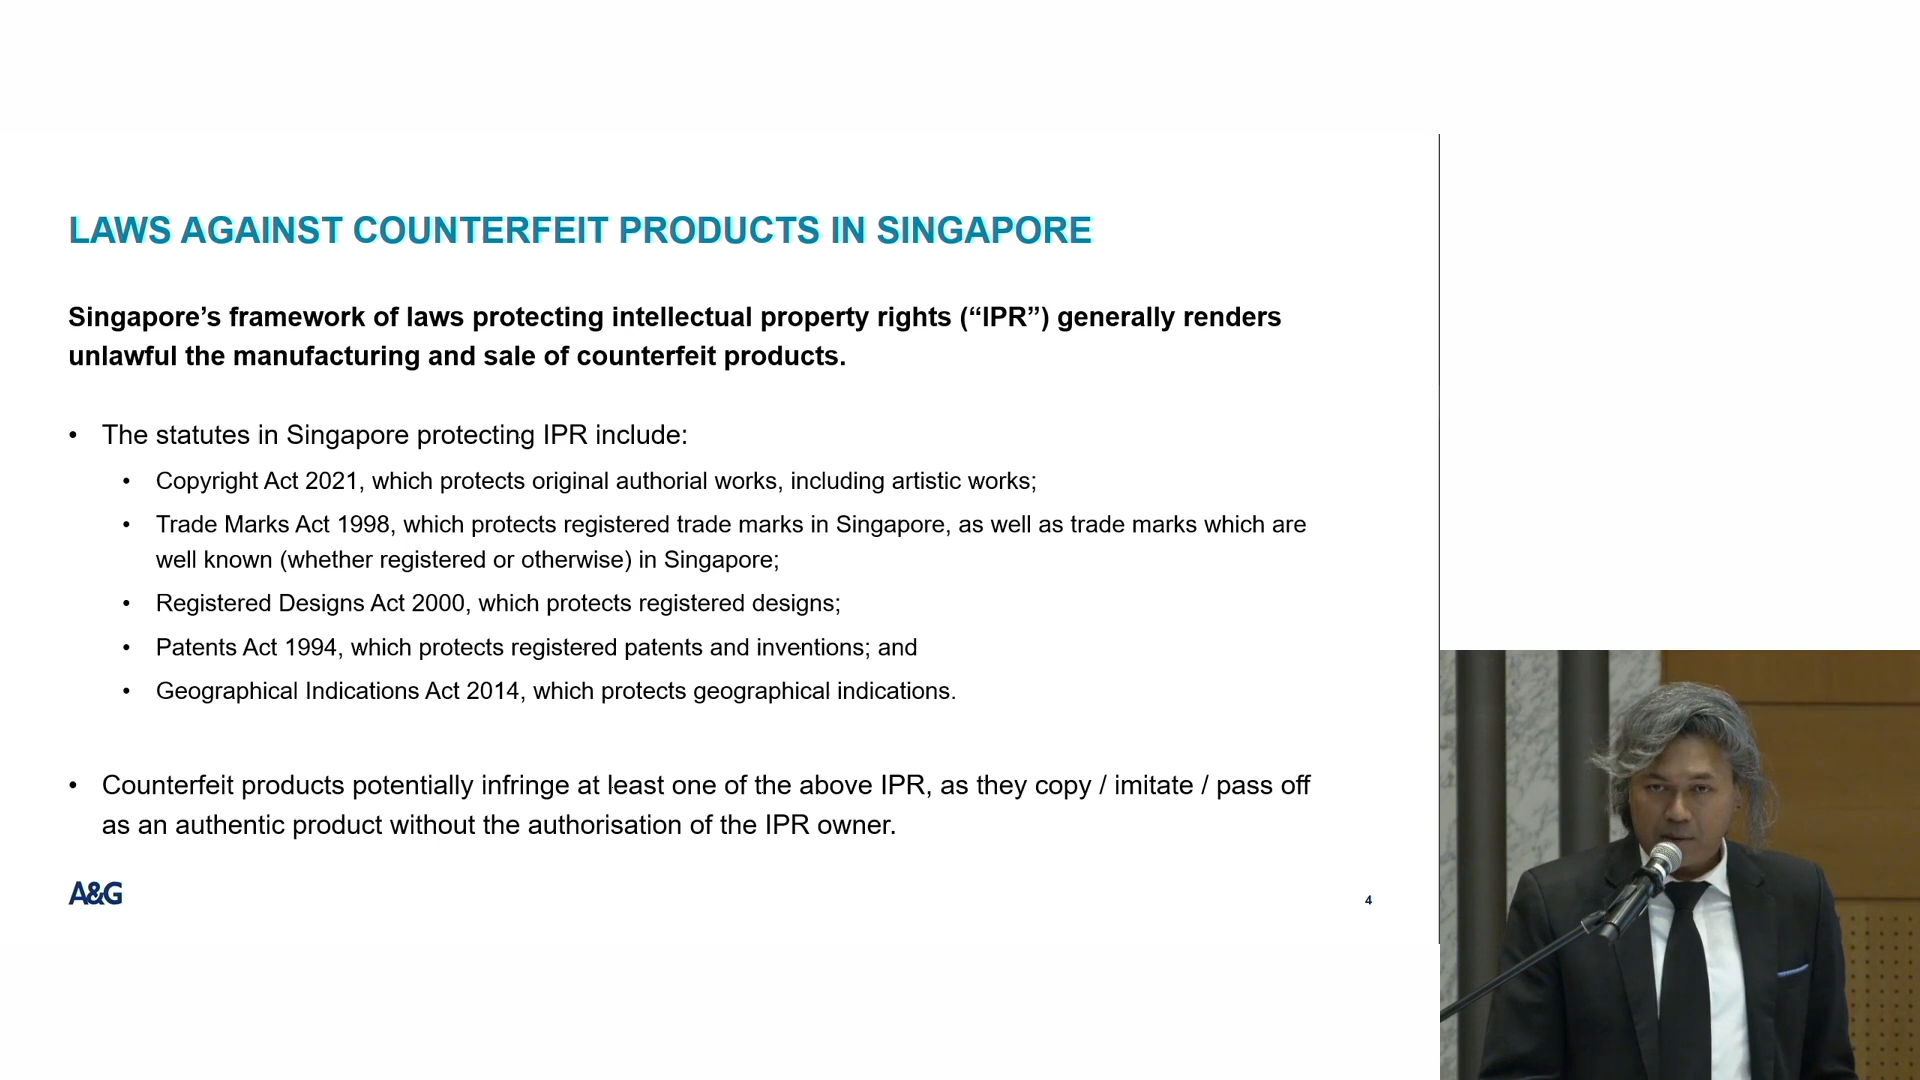 LAWS AGAINST COUNTERFEIT PRODUCTS IN SINGAPORE
Singapore’s framework of laws protecting intellectual property rights (“IPR”) generally renders
unlawful the manufacturing and sale of counterfeit products.
• The statutes in Singapore protecting IPR include:
• Copyright Act 2021, which protects original authorial works, including artistic works;
• Trade Marks Act 1998, which protects registered trade marks in Singapore, as well as trade marks which are
well known (whether registered or otherwise) in Singapore;
• Registered Designs Act 2000, which protects registered designs;
• Patents Act 1994, which protects registered patents and inventions; and
• Geographical Indications Act 2014, which protects geographical indications.
• Counterfeit products potentially infringe at least one of the above IPR, as they copy / imitate / pass off
as an authentic product without the authorisation of the IPR owner.
A&G
4